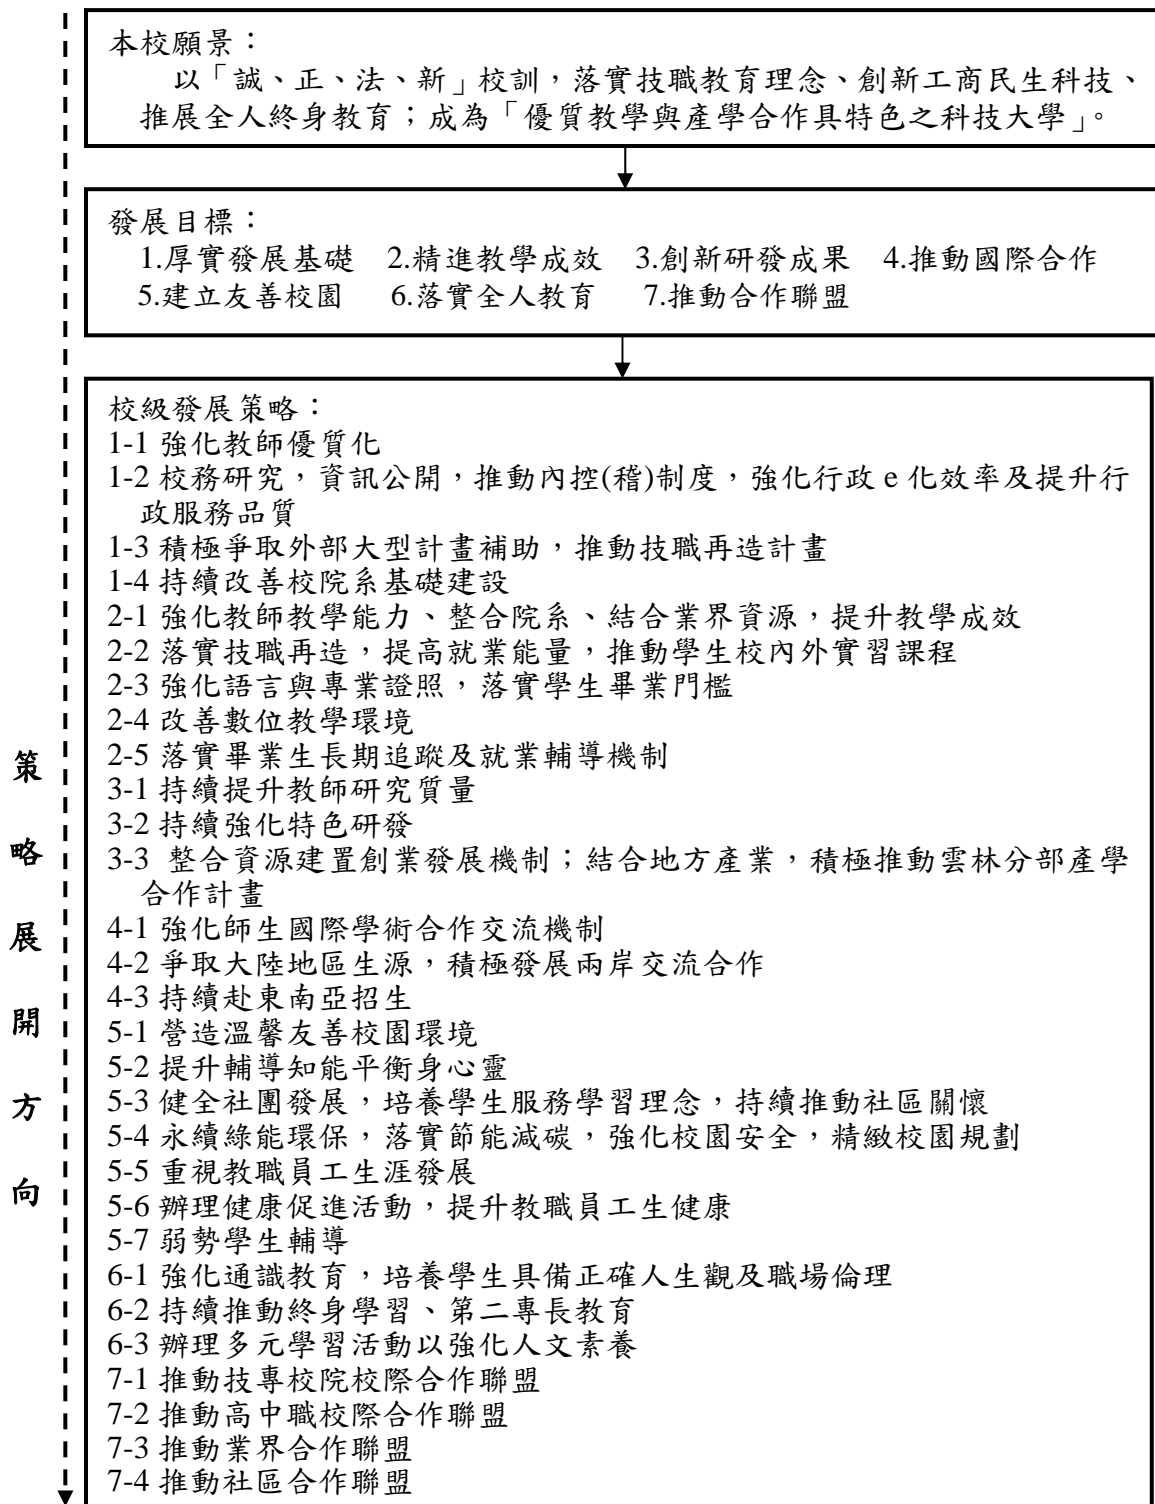 本校願景：
以「誠、正、法、新」校訓，落實技職教育理念、創新工商民生科技、
推展全人終身教育；成為「優質教學與產學合作具特色之科技大學」。
發展目標：
1.厚實發展基礎 2.精進教學成效 3.創新研發成果 4.推動國際合作
5.建立友善校園 6.落實全人教育 7.推動合作聯盟
校級發展策略：
1-1 強化教師優質化
1-2 校務研究，資訊公開，推動內控(稽)制度，強化行政 e 化效率及提升行
政服務品質
1-3 積極爭取外部大型計畫補助，推動技職再造計畫
1-4 持續改善校院系基礎建設
2-1 強化教師教學能力、整合院系、結合業界資源，提升教學成效
2-2 落實技職再造，提高就業能量，推動學生校內外實習課程
2-3 強化語言與專業證照，落實學生畢業門檻
2-4 改善數位教學環境
2-5 落實畢業生長期追蹤及就業輔導機制
3-1 持續提升教師研究質量
3-2 持續強化特色研發
3-3 整合資源建置創業發展機制；結合地方產業，積極推動雲林分部產學
合作計畫
4-1 強化師生國際學術合作交流機制
4-2 爭取大陸地區生源，積極發展兩岸交流合作
4-3 持續赴東南亞招生
5-1 營造溫馨友善校園環境
5-2 提升輔導知能平衡身心靈
5-3 健全社團發展，培養學生服務學習理念，持續推動社區關懷
5-4 永續綠能環保，落實節能減碳，強化校園安全，精緻校園規劃
5-5 重視教職員工生涯發展
5-6 辦理健康促進活動，提升教職員工生健康
5-7 弱勢學生輔導
6-1 強化通識教育，培養學生具備正確人生觀及職場倫理
6-2 持續推動終身學習、第二專長教育
6-3 辦理多元學習活動以強化人文素養
7-1 推動技專校院校際合作聯盟
7-2 推動高中職校際合作聯盟
7-3 推動業界合作聯盟
7-4 推動社區合作聯盟
策略展開方向